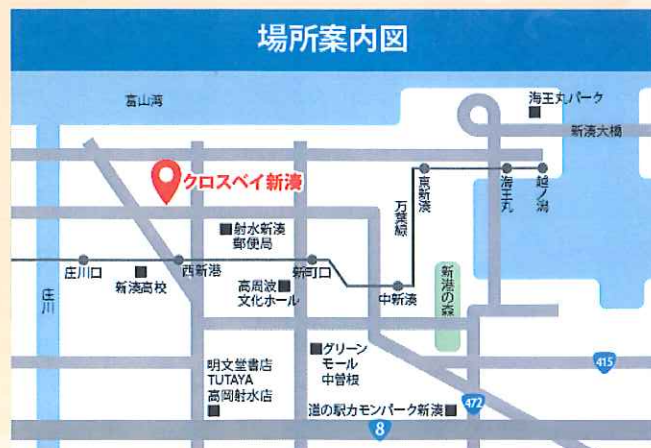 場所案内図
富山湾
海王丸パーク
新湊大橋
クロスベイ新湊
万葉線
東新湊
海王丸
越ノ潟
射水新湊
郵便局
庄川口
新湊高校
西新港
高周波
文化ホール
新町口
中新湊
新港の森
庄川
明文堂書店
TUTAYA
高岡射水店
グリーン
モール
中曽根
415
道の駅カモンパーク新湊
472
8